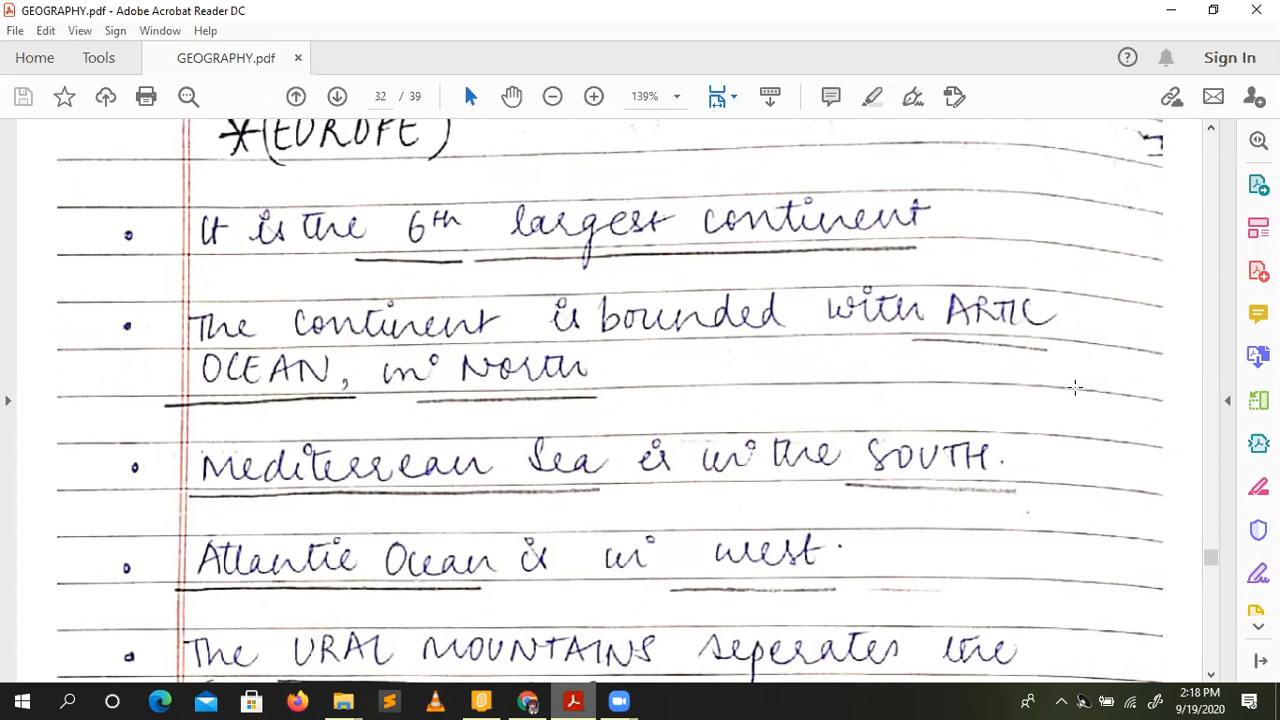 GEOGRAPHY.pdf - Adobe Acrobat Reader DC
File Edit View Sign Window Help
Home Tools GEOGRAPHY.pdf × Sign In
32 / 39 139%
*(EUROPE)
It is the 6th largest continent
The continent is bounded with ARTIC
OCEAN, in North
Mediterrean Sea is in the SOUTH.
Atlantic Ocean is in west.
The URAL MOUNTAINS seperates the
2:18 PM
9/19/2020